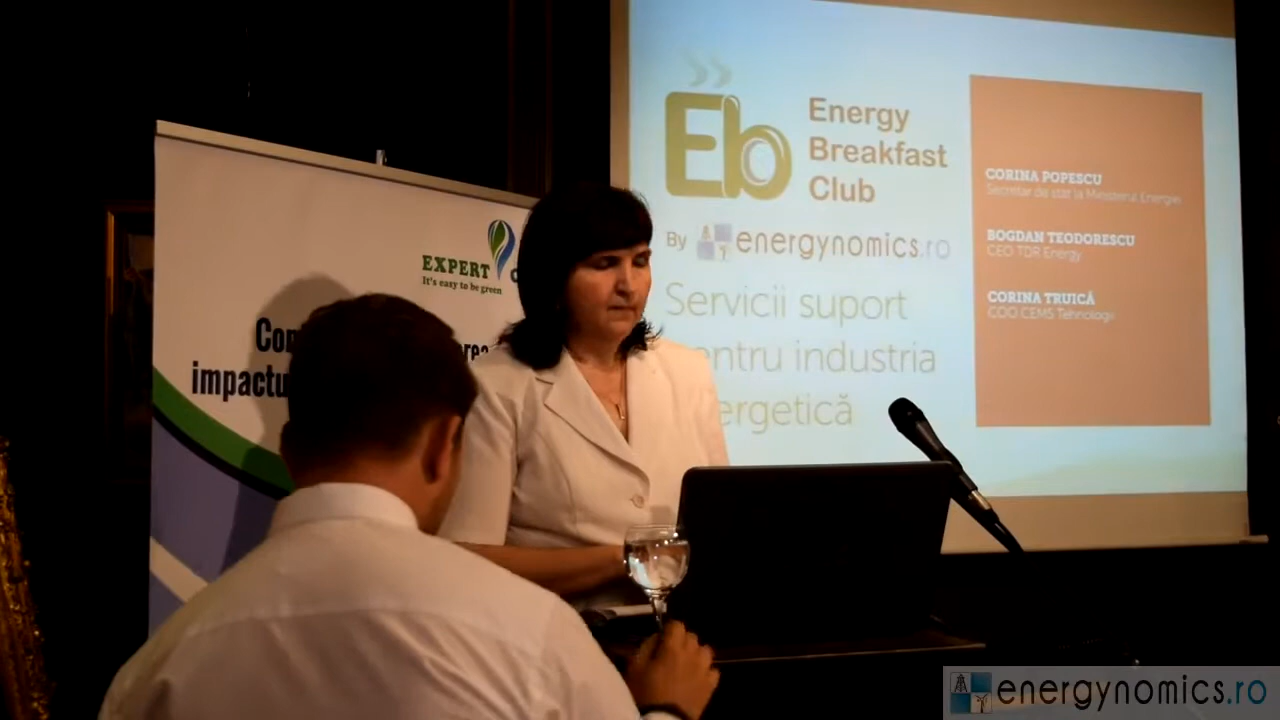 EXPERT
It's easy to be green
impactu
Eb
Energy
Breakfast
Club
By energynomics.ro
Servicii suport
entru industria
ergetică
CORINA POPESCU
Secretar de stat la Ministerul Energiei
BOGDAN TEODORESCU
CEO TDR Energy
CORINA TRUICĂ
COO CEMS Tehnologii
energynomics.ro